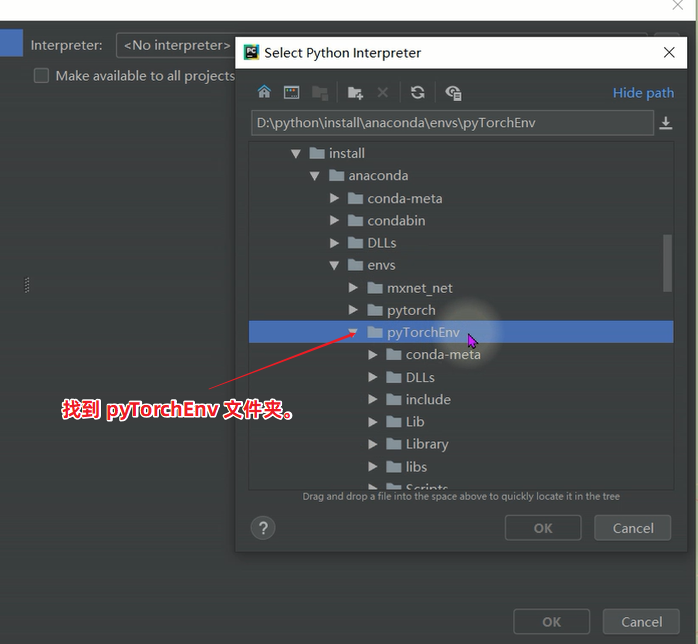 Interpreter: <No interpreter>
Make available to all projects
PC Select Python Interpreter
Hide path
D:\python\install\anaconda\envs\pyTorchEnv
install
anaconda
conda-meta
condabin
DLLs
envs
mxnet_net
pytorch
pyTorchEnv
conda-meta
DLLs
include
Lib
Library
libs
Scripts
找到 pyTorchEnv 文件夹。
Drag and drop a file into the space above to quickly locate it in the tree
?
OK Cancel
OK Cancel